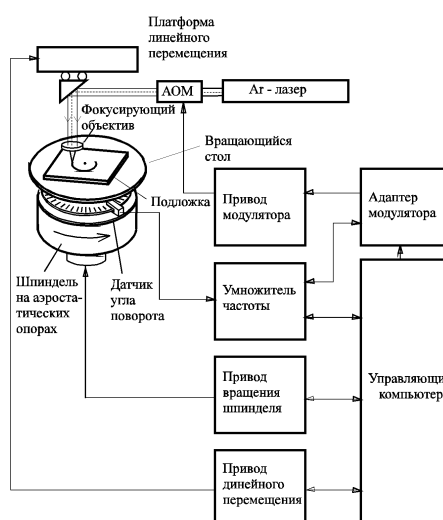 Платформа
линейного
перемещения
АОМ
Ar - лазер
Фокусирующий
объектив
Вращающийся
стол
Подложка
Привод
модулятора
Адаптер
модулятора
Шпиндель
на аэроста-
тических
опорах
Датчик
угла
поворота
Умножитель
частоты
Привод
вращения
шпинделя
Управляющи
компьютер
Привод
динейного
перемещения